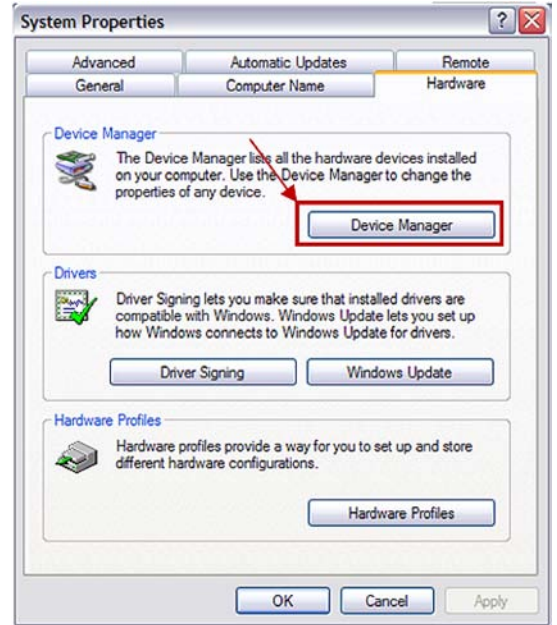 System Properties
?
X
Advanced
Automatic Updates
Remote
General
Computer Name
Hardware
Device Manager
The Device Manager lists all the hardware devices installed
on your computer. Use the Device Manager to change the
properties of any device.
Device Manager
Drivers
Driver Signing lets you make sure that installed drivers are
compatible with Windows. Windows Update lets you set up
how Windows connects to Windows Update for drivers.
Driver Signing
Windows Update
Hardware Profiles
Hardware profiles provide a way for you to set up and store
different hardware configurations.
Hardware Profiles
OK
Cancel
Apply